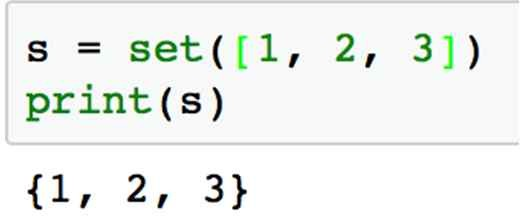 s = set([1, 2, 3])
print(s)
{1, 2, 3}